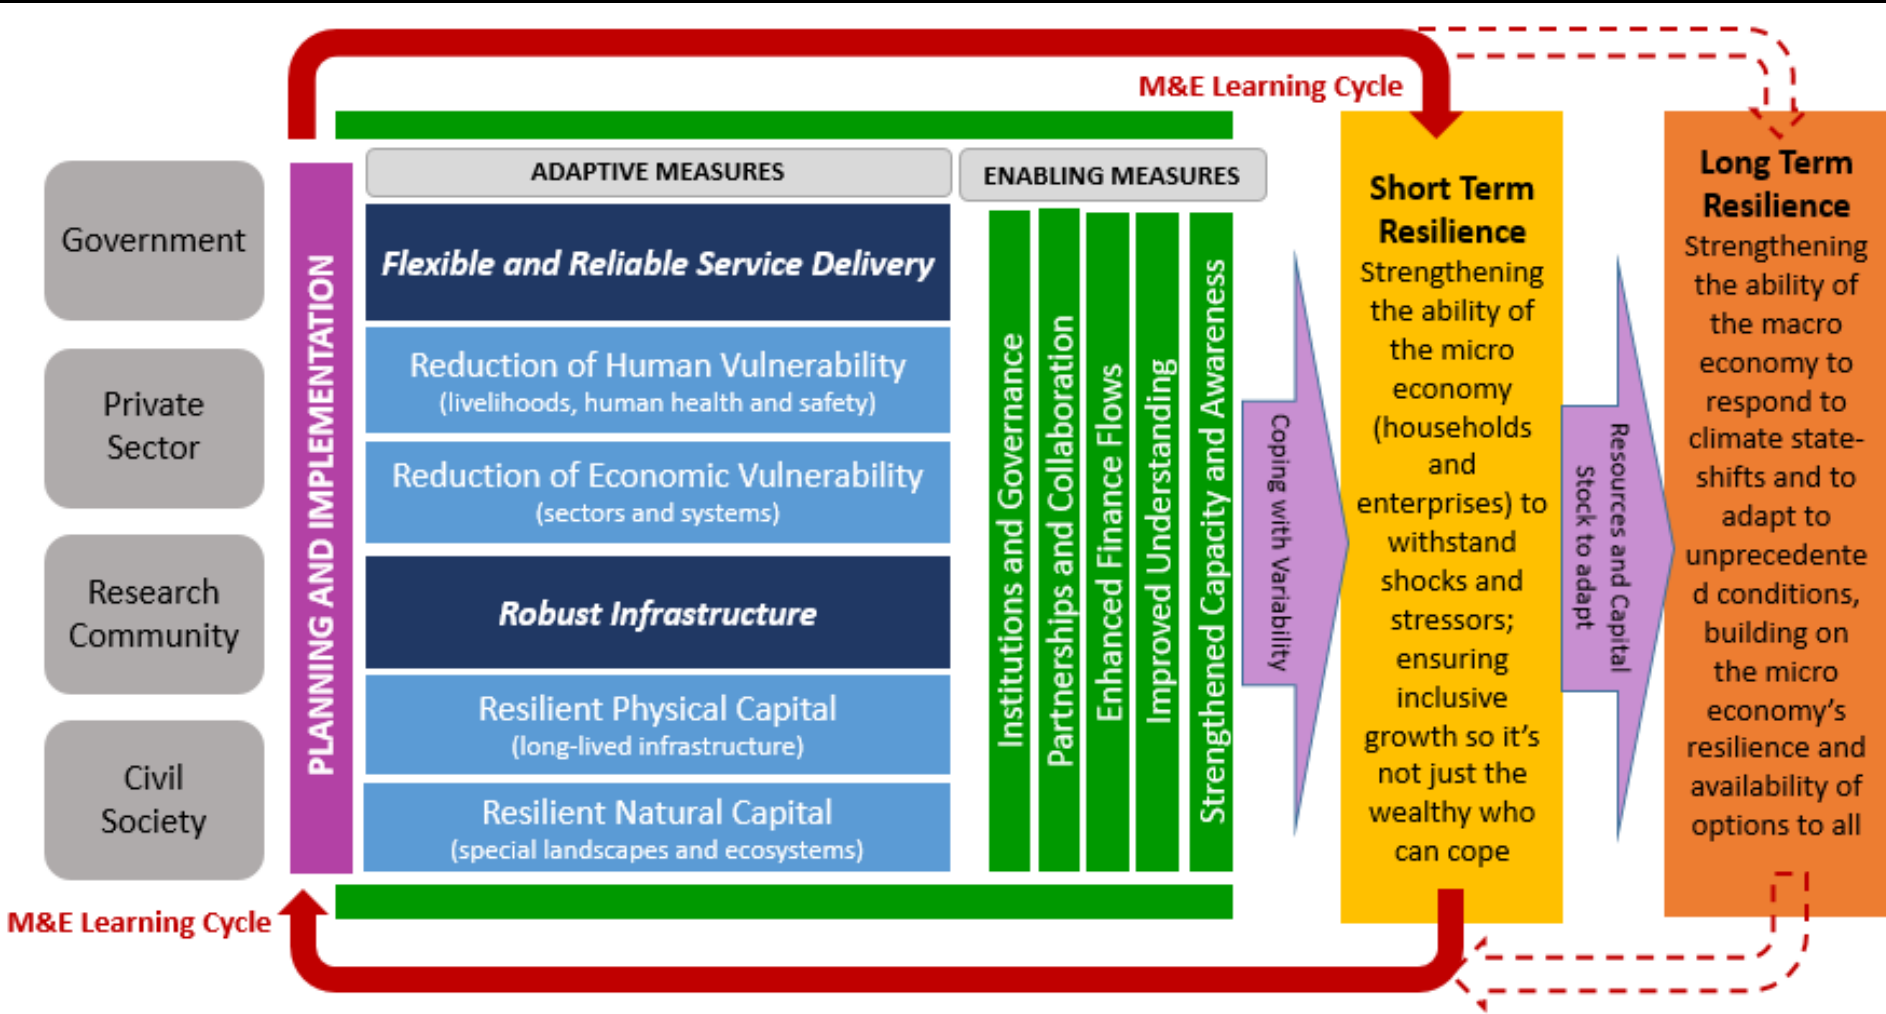 M&E Learning Cycle
Government
Private
Sector
Research
Community
Civil
Society
M&E Learning Cycle
PLANNING AND IMPLEMENTATION
ADAPTIVE MEASURES
Flexible and Reliable Service Delivery
Reduction of Human Vulnerability
(livelihoods, human health and safety)
Reduction of Economic Vulnerability
(sectors and systems)
Robust Infrastructure
Resilient Physical Capital
(long-lived infrastructure)
Resilient Natural Capital
(special landscapes and ecosystems)
ENABLING MEASURES
Institutions and Governance
Partnerships and Collaboration
Enhanced Finance Flows
Improved Understanding
Strengthened Capacity and Awareness
Coping with Variability
Short Term
Resilience
Strengthening
the ability of
the micro
economy
(households
and
enterprises) to
withstand
shocks and
stressors;
ensuring
inclusive
growth so it's
not just the
wealthy who
can cope
Resources and Capital
Stock to adapt
Long Term
Resilience
Strengthening
the ability of
the macro
economy to
respond to
climate state-
shifts and to
adapt to
unprecedente
d conditions,
building on
the micro
economy's
resilience and
availability of
options to all